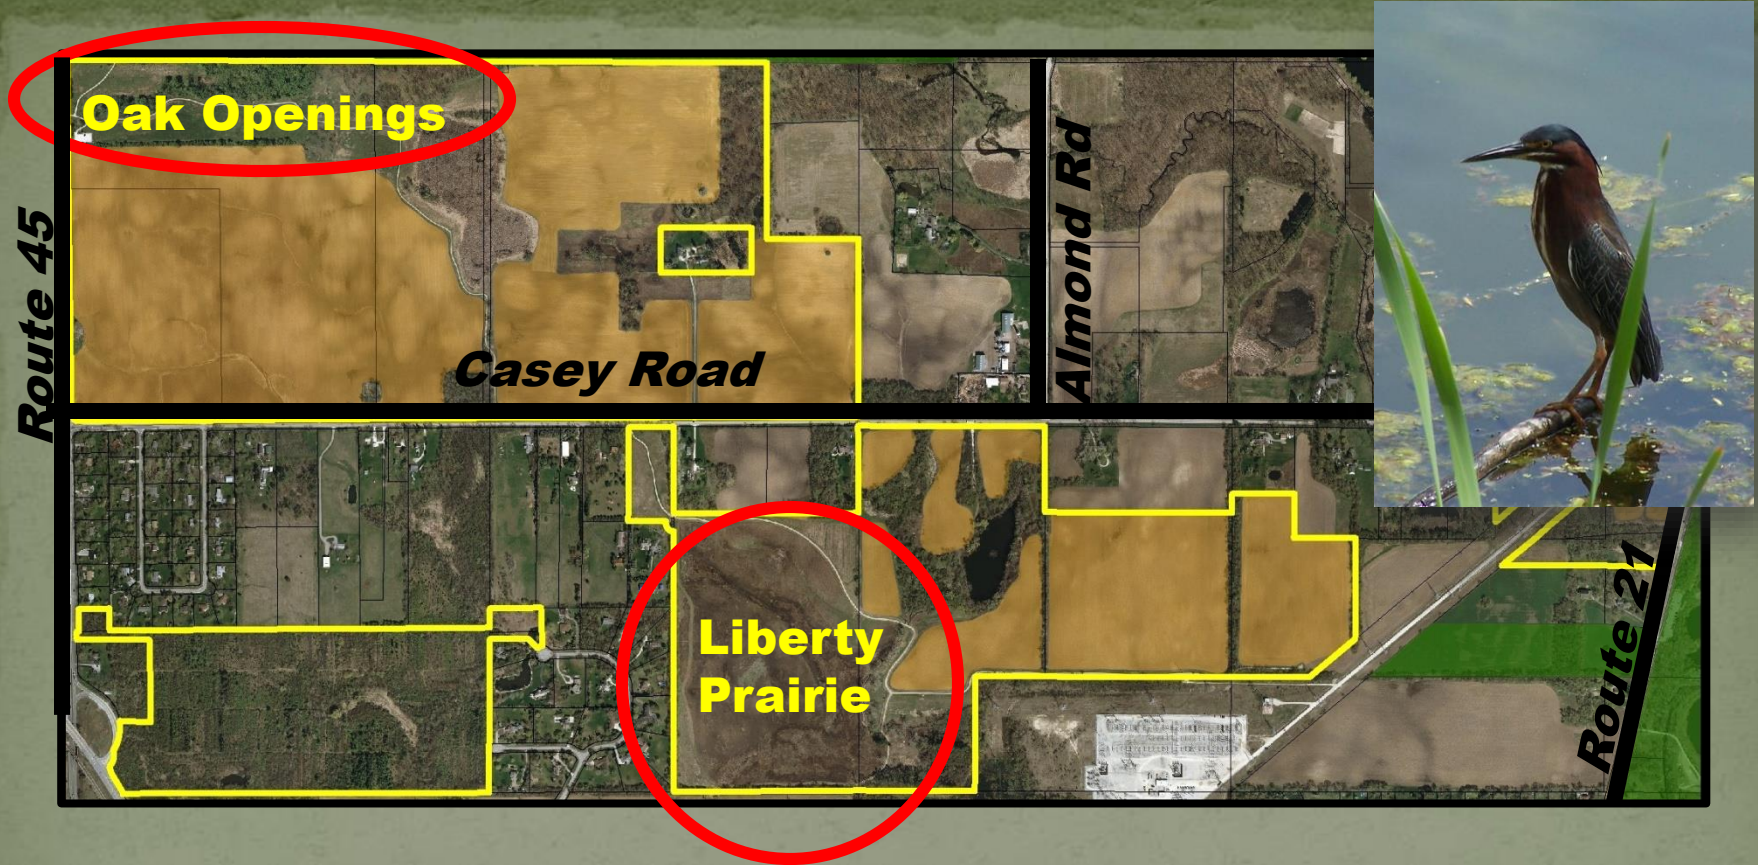 Oak Openings
Route 45
Almond Rd
Casey Road
Liberty
Prairie
Route 21